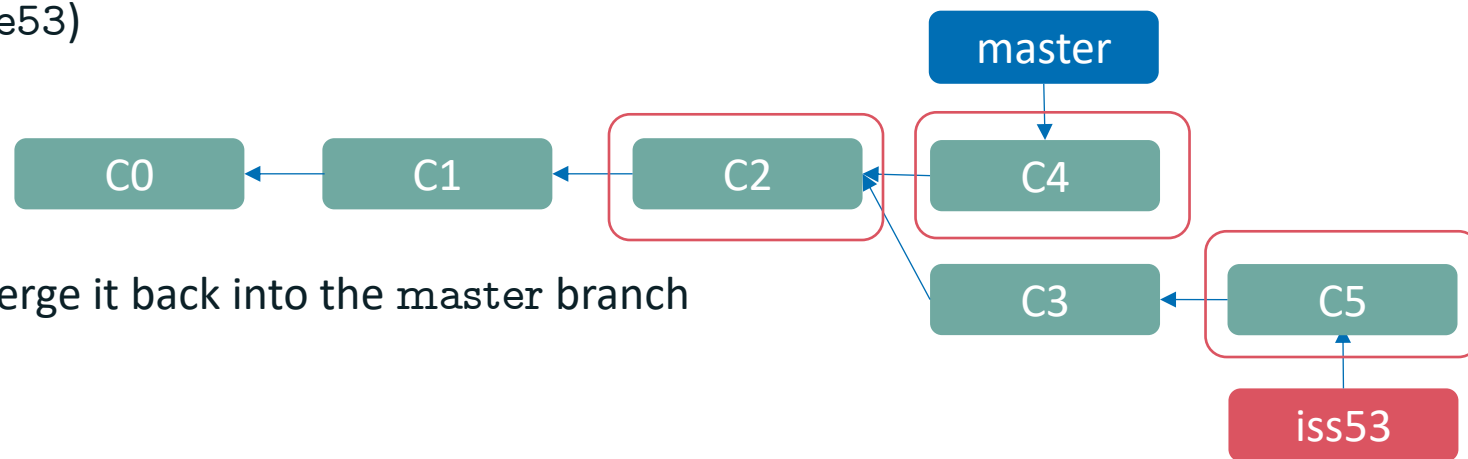 e53)
master
C0 C1 C2 C4
erge it back into the master branch
C3 C5
iss53